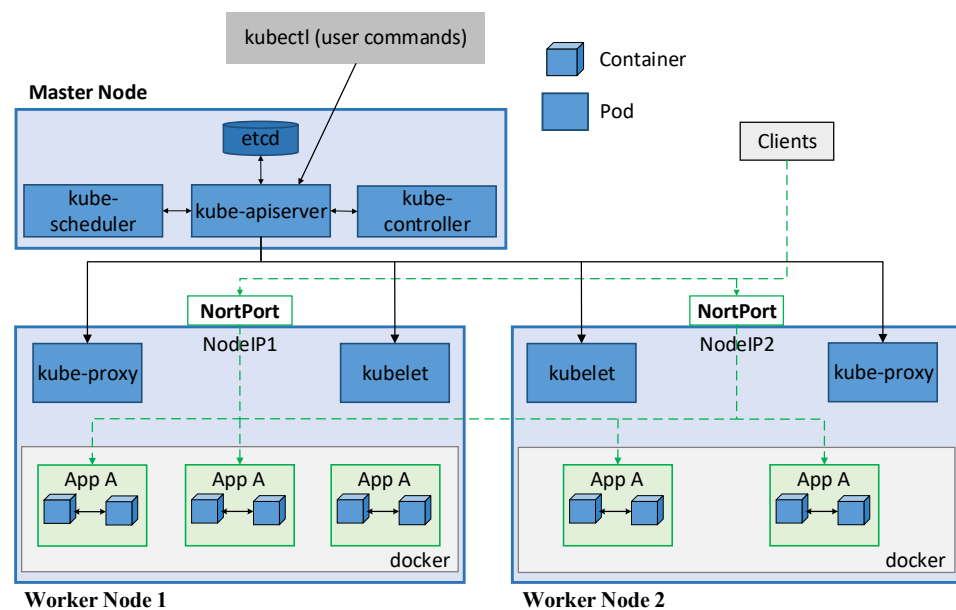 kubectl (user commands)
Container
Pod
Master Node
etcd
Clients
kube-
scheduler
kube-apiserver
kube-
controller
NortPort
NortPort
NodeIP1
NodeIP2
kube-proxy
kubelet
kubelet
kube-proxy
App A
App A
App A
App A
App A
docker
docker
Worker Node 1
Worker Node 2